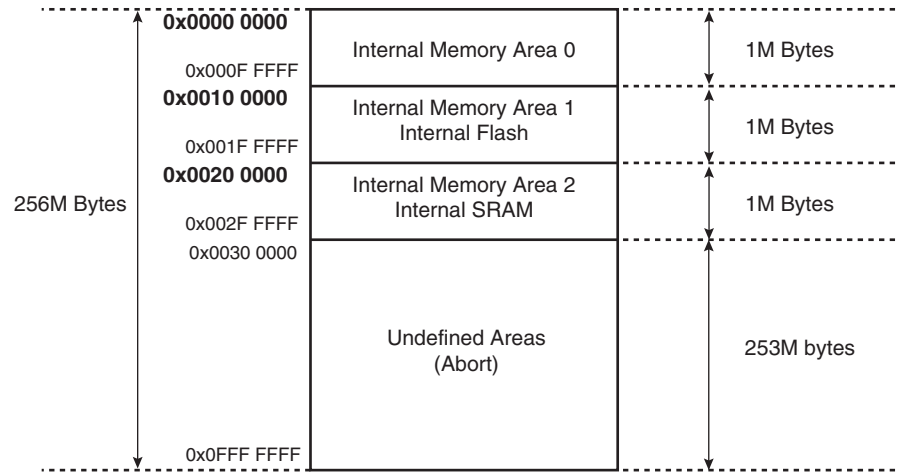 0x0000 0000
Internal Memory Area 0
1M Bytes
0x000F FFFF
0x0010 0000
Internal Memory Area 1
Internal Flash
1M Bytes
0x001F FFFF
0x0020 0000
Internal Memory Area 2
Internal SRAM
1M Bytes
256M Bytes
0x002F FFFF
0x0030 0000
Undefined Areas
(Abort)
253M bytes
0x0FFF FFFF